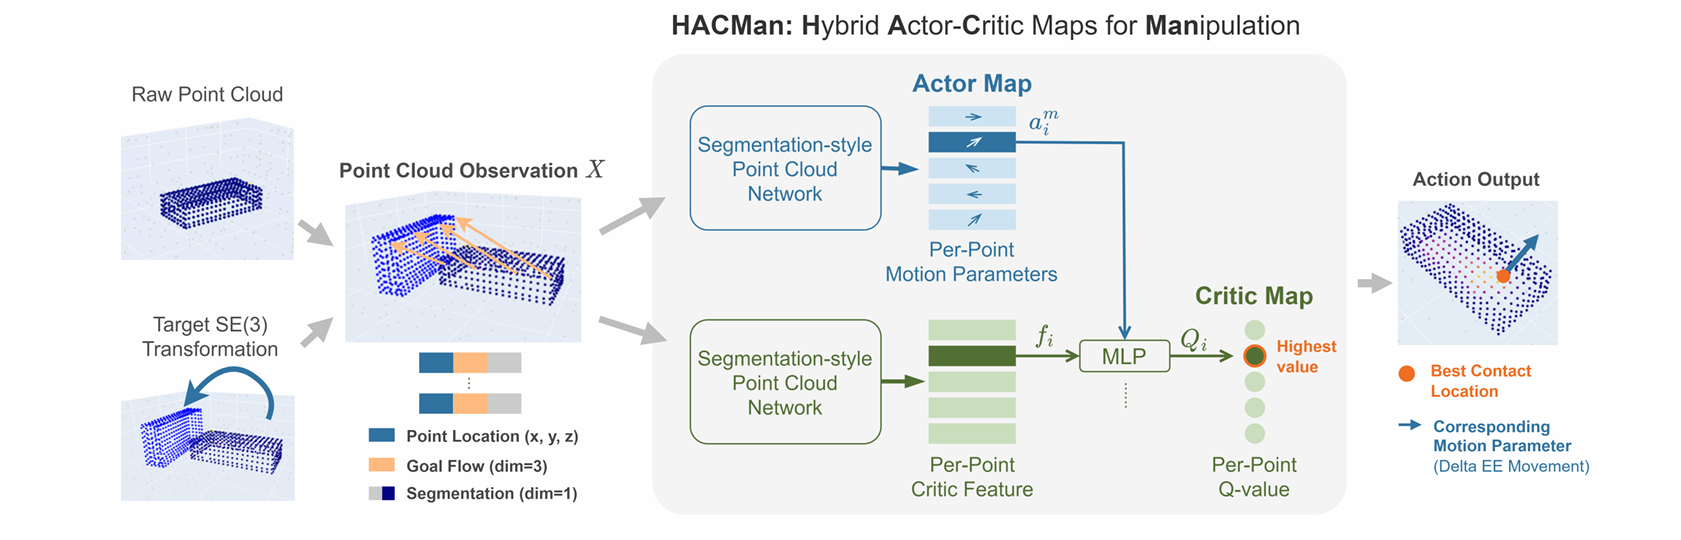 HACMan: Hybrid Actor-Critic Maps for Manipulation
Raw Point Cloud
Target SE(3)
Transformation
Point Cloud Observation X
Point Location (x, y, z)
Goal Flow (dim=3)
Segmentation (dim=1)
Segmentation-style
Point Cloud
Network
Actor Map
a_i^m
Per-Point
Motion Parameters
Segmentation-style
Point Cloud
Network
f_i
Per-Point
Critic Feature
MLP
Q_i
Critic Map
Highest
value
Per-Point
Q-value
Action Output
Best Contact
Location
Corresponding
Motion Parameter
(Delta EE Movement)